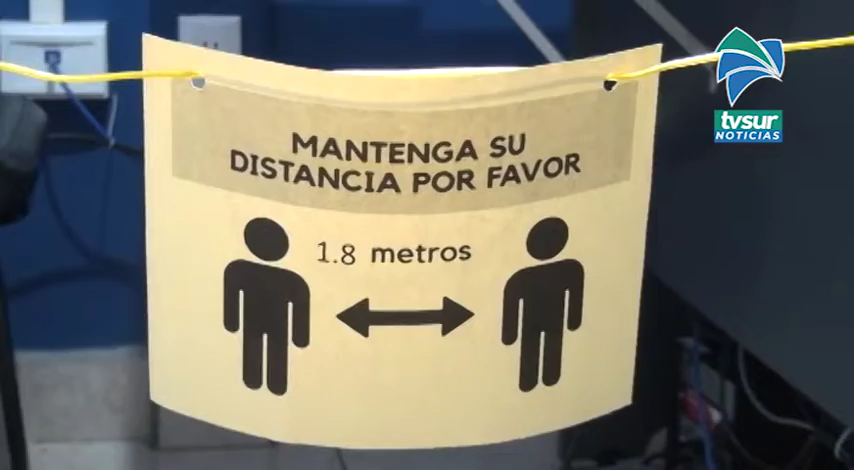 MANTENGA SU
DISTANCIA POR FAVOR
1.8 metros
tvsur
NOTICIAS